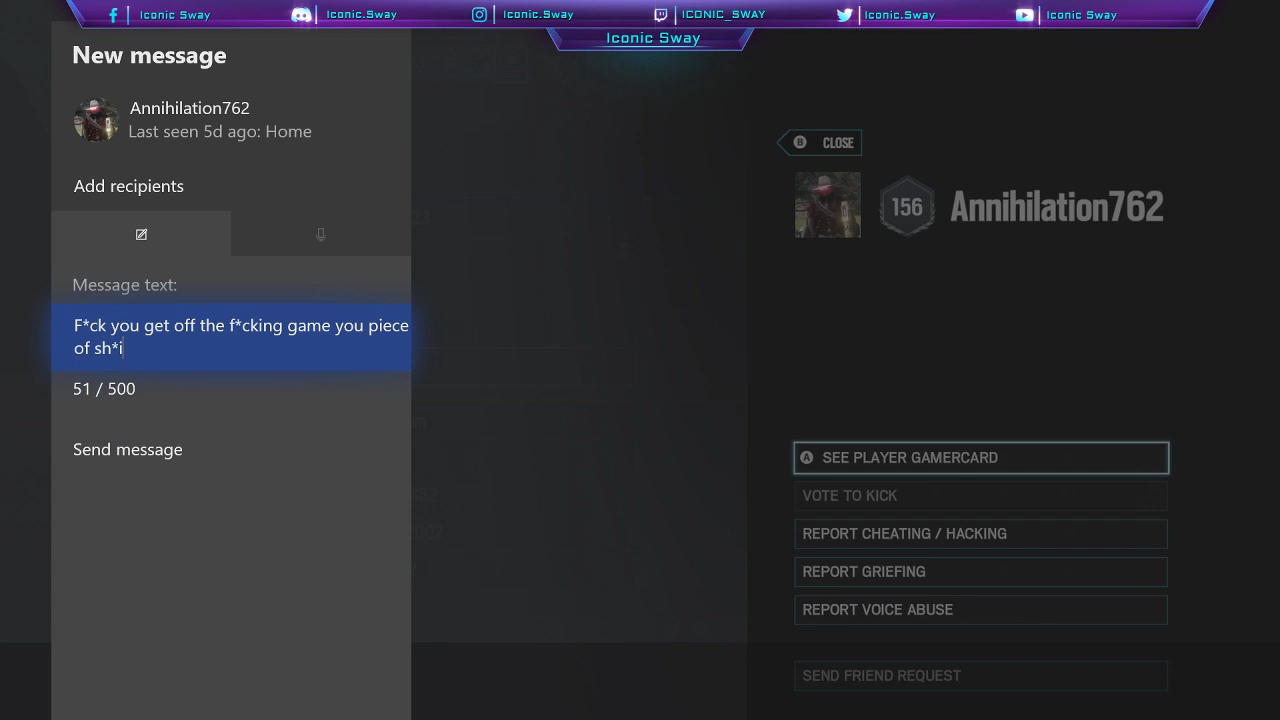 Iconic Sway
Iconic.Sway
Iconic.Sway
ICONIC_SWAY
Iconic.Sway
Iconic Sway
Iconic Sway
New message
Annihilation762
Last seen 5d ago: Home
Add recipients
Message text:
F*ck you get off the f*cking game you piece
of sh*i
51 / 500
Send message
B CLOSE
156 Annihilation762
A SEE PLAYER GAMERCARD
VOTE TO KICK
REPORT CHEATING / HACKING
REPORT GRIEFING
REPORT VOICE ABUSE
SEND FRIEND REQUEST